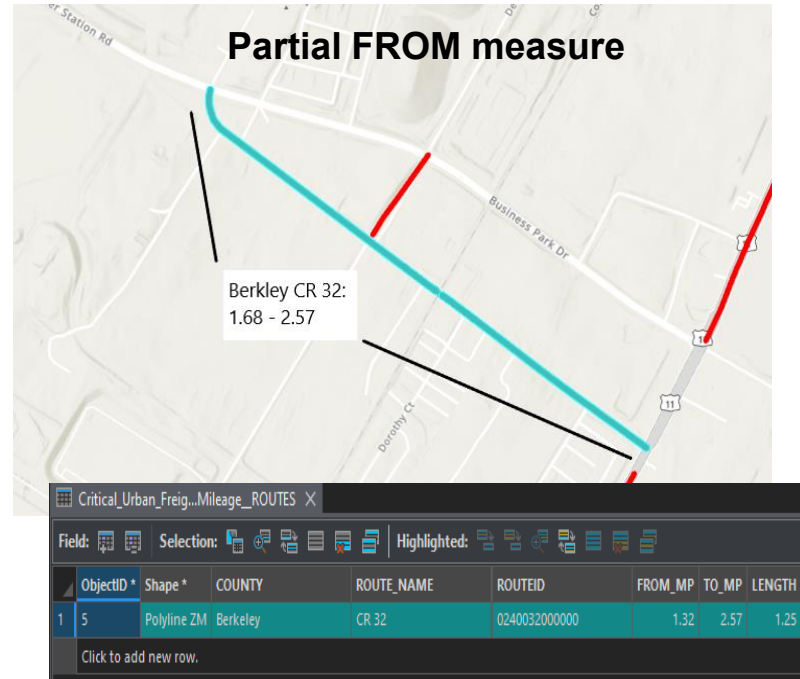 er Station Rd
Partial FROM measure
Business Park Dr
11
Berkley CR 32:
1.68 - 2.57
11
Dorothy Ct
Critical_Urban_Freig...Mileage__ROUTES
Field: Selection: Highlighted:
ObjectID * Shape * COUNTY ROUTE_NAME ROUTEID FROM_MP TO_MP LENGTH
1 5 Polyline ZM Berkeley CR 32 0240032000000 1.32 2.57 1.25
Click to add new row.